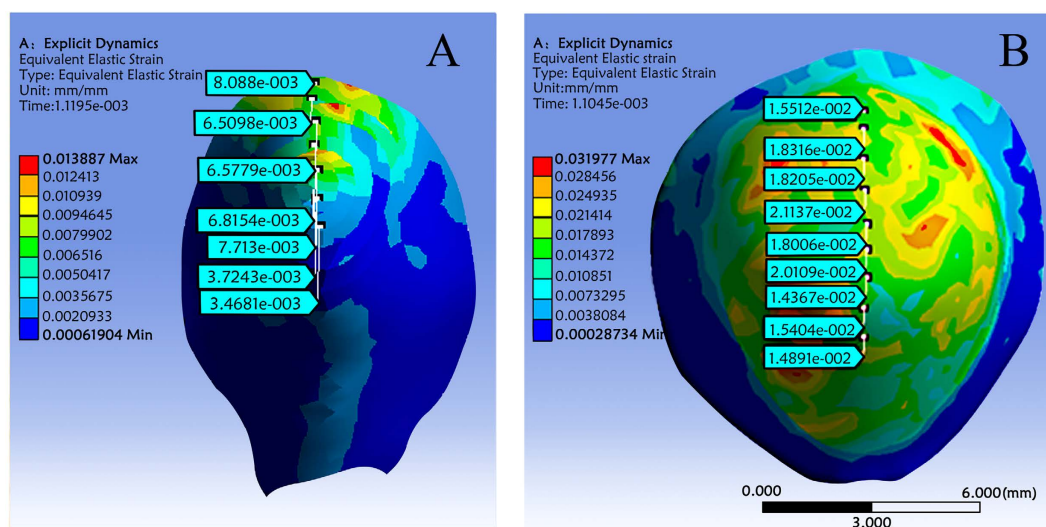 A
A: Explicit Dynamics
Equivalent Elastic Strain
Type: Equivalent Elastic Strain
Unit: mm/mm
Time:1.1195e-003
0.013887 Max
0.012413
0.010939
0.0094645
0.0079902
0.006516
0.0050417
0.0035675
0.0020933
0.00061904 Min
8.088e-003
6.5098e-003
6.5779e-003
6.8154e-003
7.713e-003
3.7243e-003
3.4681e-003
B
A: Explicit Dynamics
Equivalent Elastic Strain
Type: Equivalent Elastic Strain
Unit:mm/mm
Time: 1.1045e-003
0.031977 Max
0.028456
0.024935
0.021414
0.017893
0.014372
0.010851
0.0073295
0.0038084
0.00028734 Min
1.5512e-002
1.8316e-002
1.8205e-002
2.1137e-002
1.8006e-002
2.0109e-002
1.4367e-002
1.5404e-002
1.4891e-002
0.000 6.000(mm)
3.000